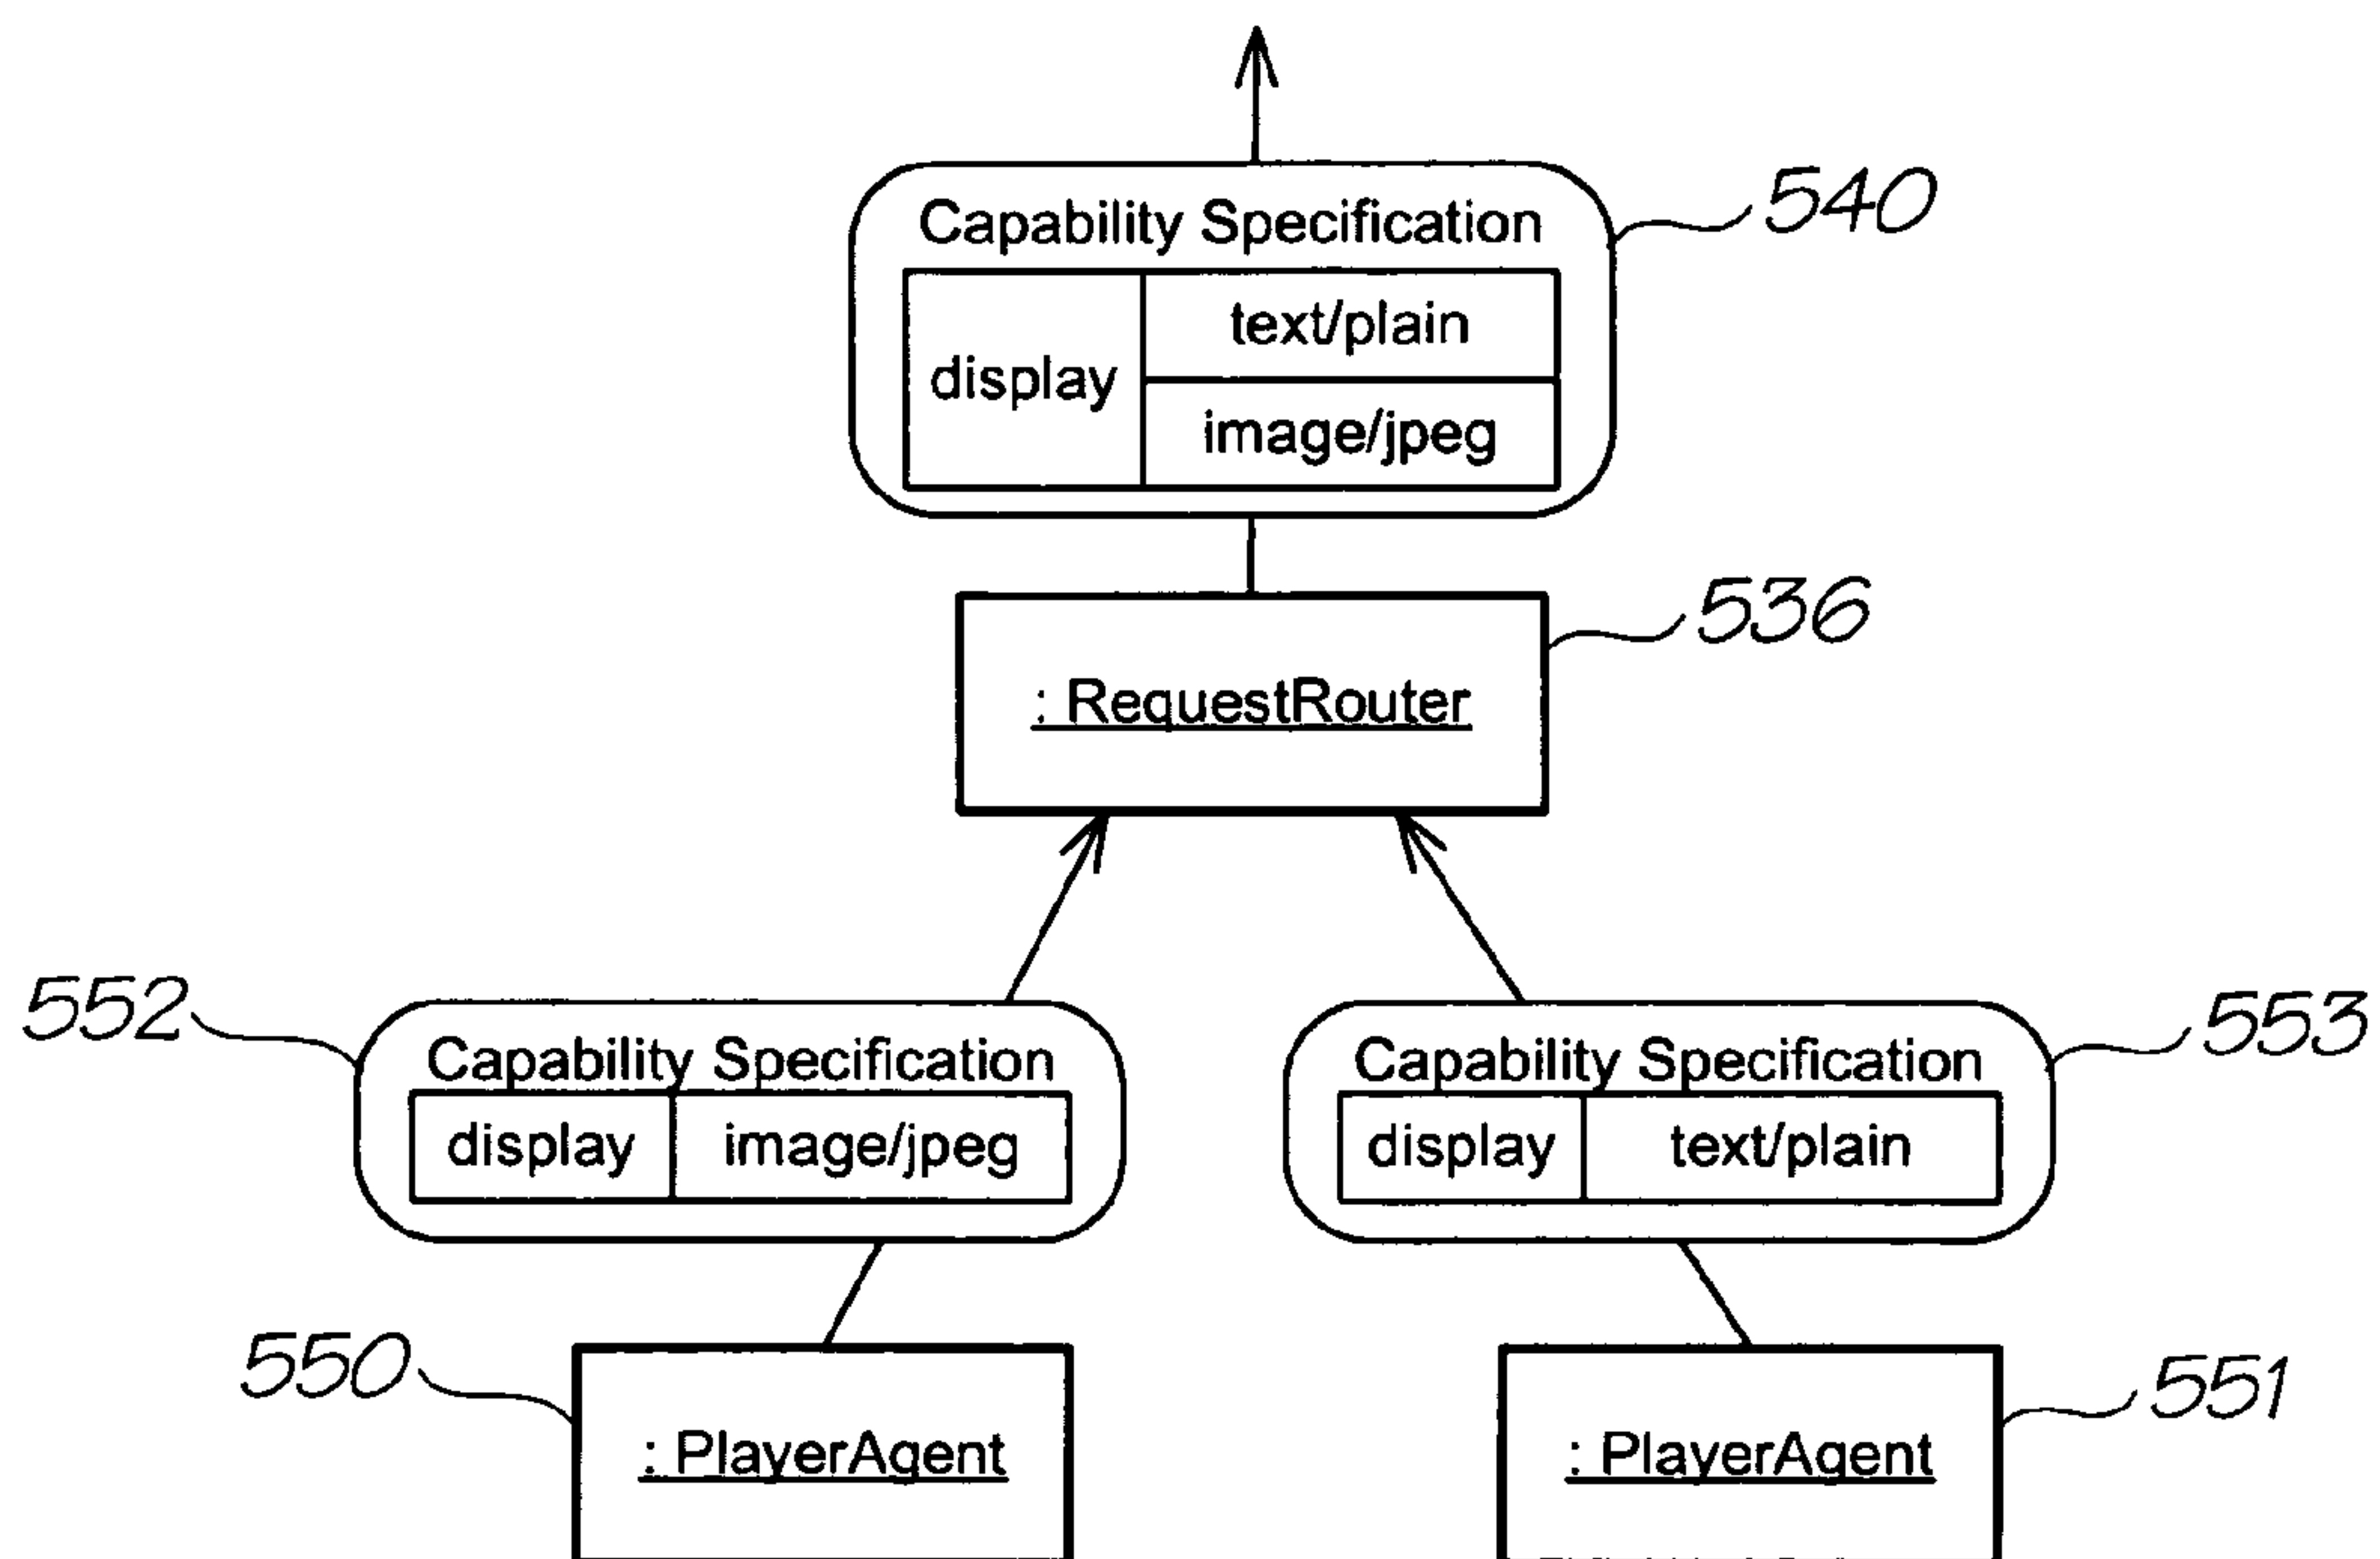 Capability Specification
540
display
text/plain
image/jpeg
536
: RequestRouter
552
Capability Specification
display image/jpeg
553
Capability Specification
display text/plain
550
: PlayerAgent
551
: PlayerAgent